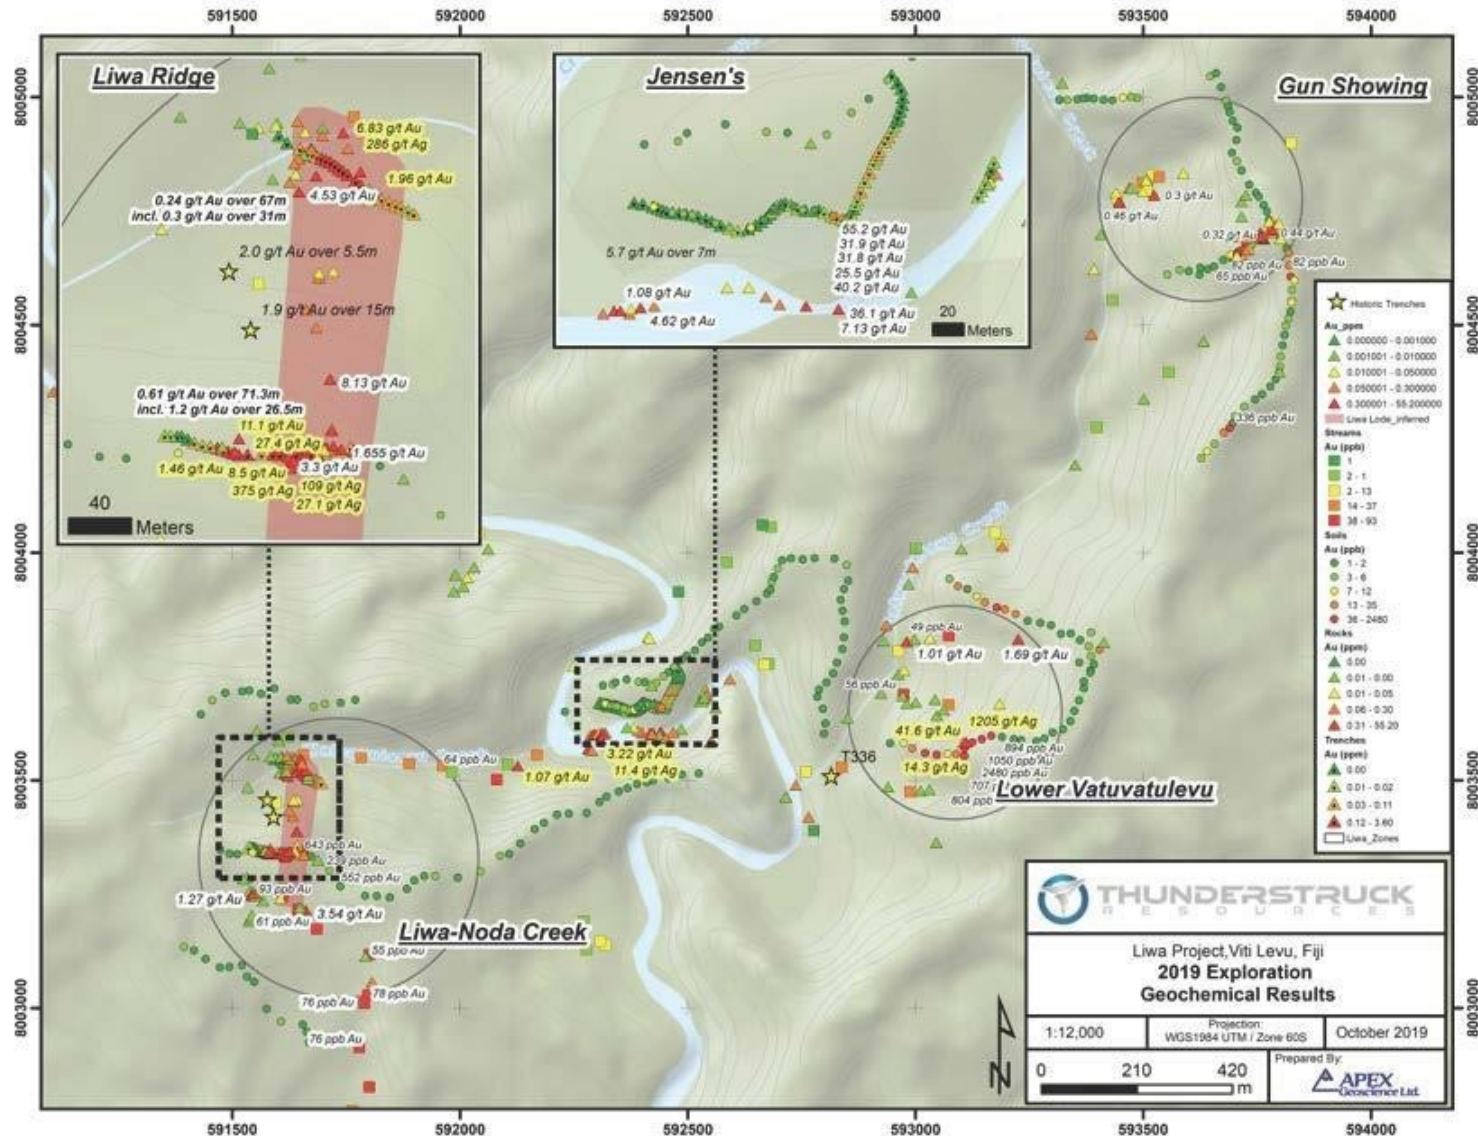 591500
592000
592500
593000
593500
594000
8005000
8004500
8004000
8003500
8003000
8005000
8004500
8004000
8003500
8003000
Liwa Ridge
6.83 g/t Au
286 g/t Ag
1.96 g/t Au
4.53 g/t Au
0.24 g/t Au over 67m
incl. 0.3 g/t Au over 31m
2.0 g/t Au over 5.5m
1.9 g/t Au over 15m
8.13 g/t Au
0.61 g/t Au over 71.3m
incl. 1.2 g/t Au over 26.5m
11.1 g/t Au
27.4 g/t Ag
1.655 g/t Au
1.46 g/t Au
8.5 g/t Au
3.3 g/t Au
375 g/t Ag
109 g/t Ag
27.1 g/t Ag
40
Meters
Jensen's
5.7 g/t Au over 7m
55.2 g/t Au
31.9 g/t Au
31.8 g/t Au
25.5 g/t Au
40.2 g/t Au
1.08 g/t Au
4.62 g/t Au
36.1 g/t Au
7.13 g/t Au
20
Meters
Gun Showing
0.3 g/t Au
0.46 g/t Au
0.32 g/t Au
0.44 g/t Au
82 ppb Au
82 ppb Au
65 ppb Au
336 ppb Au
49 ppb Au
1.01 g/t Au
1.69 g/t Au
56 ppb Au
1205 g/t Ag
41.6 g/t Au
14.3 g/t Ag
894 ppb Au
1050 ppb Au
2480 ppb Au
707
804 ppb
Lower Vatuvatulevu
T336
3.22 g/t Au
11.4 g/t Ag
64 ppb Au
1.07 g/t Au
643 ppb Au
239 ppb Au
552 ppb Au
93 ppb Au
1.27 g/t Au
61 ppb Au
3.54 g/t Au
Liwa-Noda Creek
55 ppb Au
78 ppb Au
76 ppb Au
76 ppb Au
Historic Trenches
Au_ppm
0.000000 - 0.001000
0.001001 - 0.010000
0.010001 - 0.050000
0.050001 - 0.300000
0.300001 - 55.200000
Liwa Lode_inferred
Streams
Au (ppb)
1
2 - 1
2 - 13
14 - 37
38 - 93
Soils
Au (ppb)
1 - 2
3 - 6
7 - 12
13 - 35
36 - 2480
Rocks
Au (ppm)
0.00
0.01 - 0.00
0.01 - 0.05
0.06 - 0.30
0.31 - 55.20
Trenches
Au (ppm)
0.00
0.01 - 0.02
0.03 - 0.11
0.12 - 3.60
Liwa_Zones
THUNDERSTRUCK
RESOURCES
Liwa Project,Viti Levu, Fiji
2019 Exploration
Geochemical Results
1:12,000
Projection:
WGS1984 UTM / Zone 60S
October 2019
0 210 420
m
Prepared By:
APEX
Geoscience Ltd.
N
591500
592000
592500
593000
593500
594000